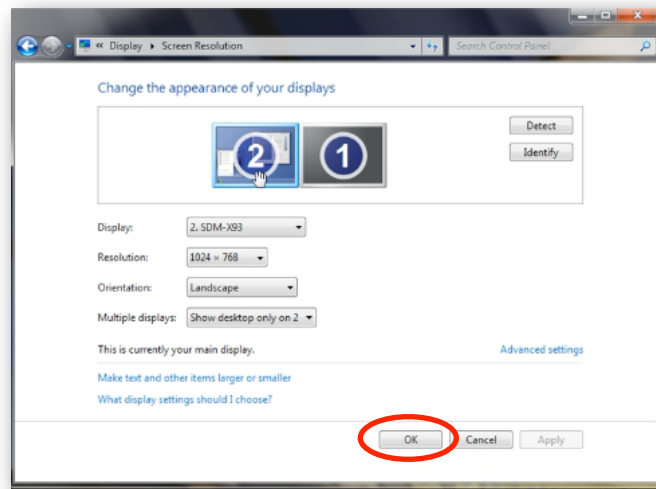 « Display ▸ Screen Resolution
Search Control Panel
Change the appearance of your displays
2 1
Detect
Identify
Display: 2. SDM-X93
Resolution: 1024 × 768
Orientation: Landscape
Multiple displays: Show desktop only on 2
This is currently your main display. Advanced settings
Make text and other items larger or smaller
What display settings should I choose?
OK Cancel Apply